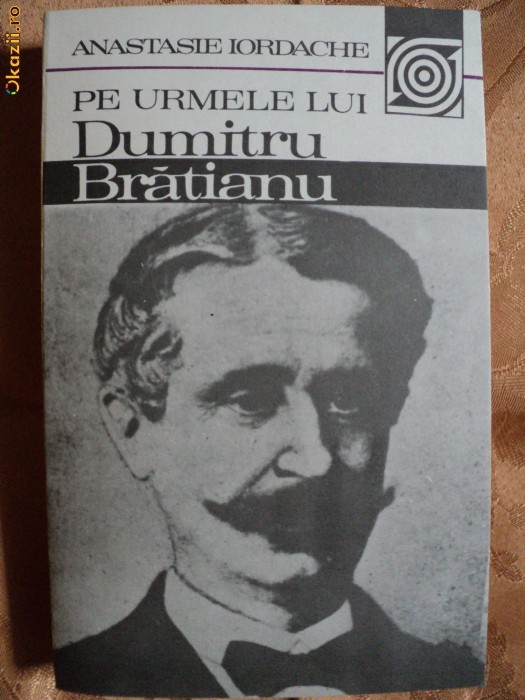 Okazii.ro
ANASTASIE IORDACHE
PE URMELE LUI
Dumitru
Brătianu